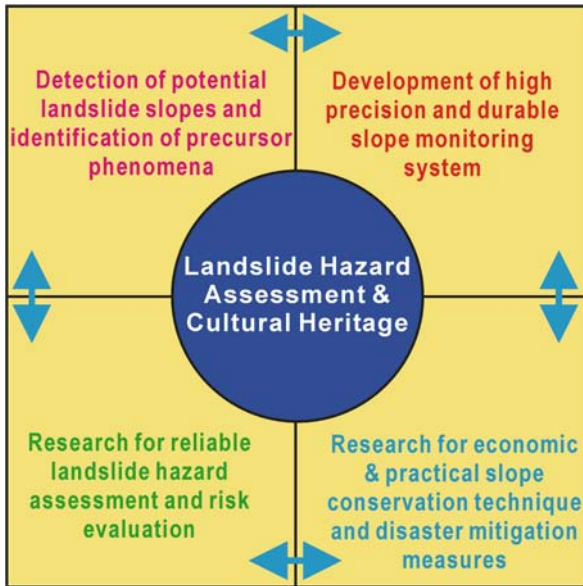 Detection of potential
landslide slopes and
identification of precursor
phenomena
Development of high
precision and durable
slope monitoring
system
Landslide Hazard
Assessment &
Cultural Heritage
Research for reliable
landslide hazard
assessment and risk
evaluation
Research for economic
& practical slope
conservation technique
and disaster mitigation
measures